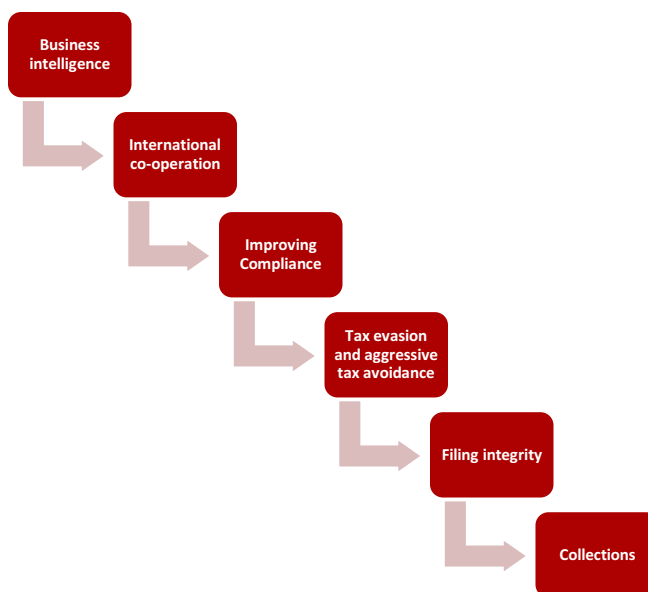 Business
intelligence
International
co-operation
Improving
Compliance
Tax evasion
and aggressive
tax avoidance
Filing integrity
Collections